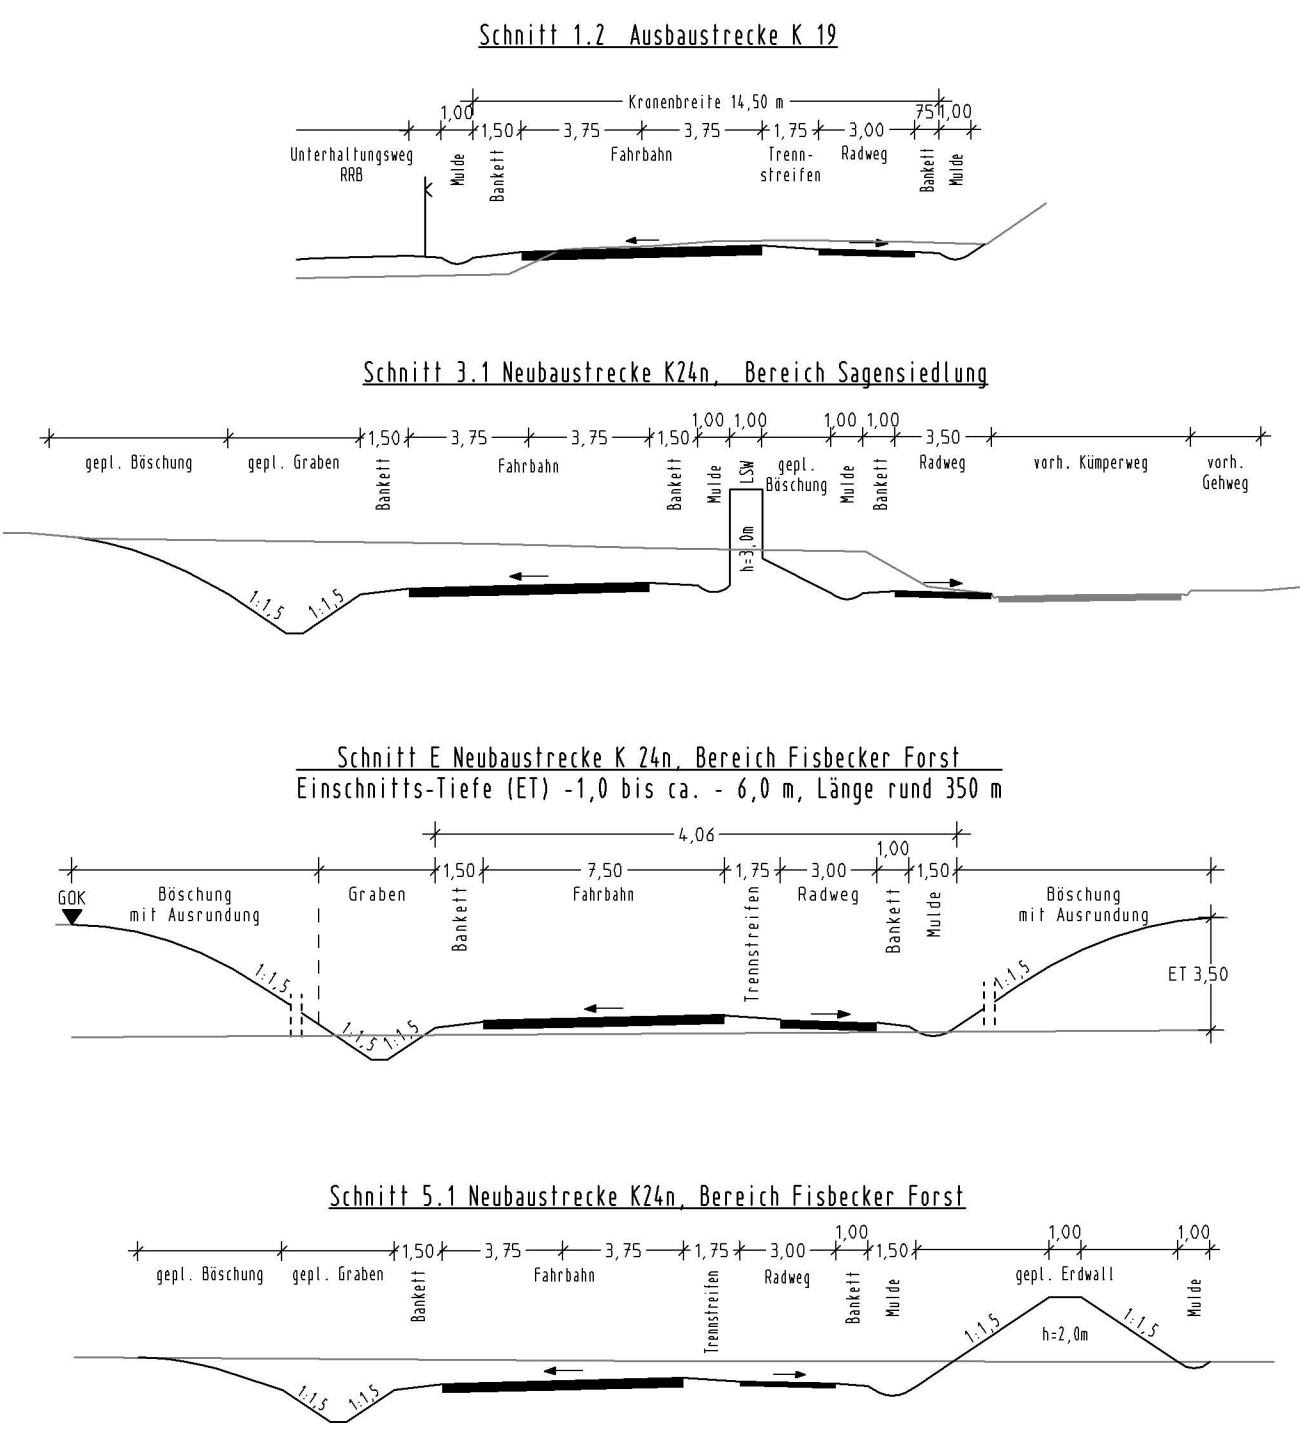 Schnitt 1.2 Ausbaustrecke K 19
Kronenbreite 14,50 m
1,00 75 1,00
1,50 3,75 3,75 1,75 3,00
Unterhaltungsweg
RRB
Mulde
Bankett
Fahrbahn
Trenn-
streifen
Radweg
Bankett
Mulde
Schnitt 3.1 Neubaustrecke K24n, Bereich Sagensiedlung
1,00 1,00 1,00 1,00
1,50 3,75 3,75 1,50 3,50
gepl. Böschung
gepl. Graben
Bankett
Fahrbahn
Bankett
Mulde
LSW
gepl.
Böschung
Mulde
Bankett
Radweg
vorh. Kümperweg
vorh.
Gehweg
h=3,0m
1:1,5 1:1,5
Schnitt E Neubaustrecke K 24n, Bereich Fisbecker Forst
Einschnitts-Tiefe (ET) -1,0 bis ca. - 6,0 m, Länge rund 350 m
4,06
1,00
1,50 7,50 1,75 3,00 1,50
GOK
Böschung
mit Ausrundung
Graben
Bankett
Fahrbahn
Trennstreifen
Radweg
Bankett
Mulde
Böschung
mit Ausrundung
1:1,5 1:1,5
ET 3,50
1:1,5 1:1,5
Schnitt 5.1 Neubaustrecke K24n, Bereich Fisbecker Forst
1,00 1,00 1,00
1,50 3,75 3,75 1,75 3,00 1,50
gepl. Böschung
gepl. Graben
Bankett
Fahrbahn
Trennstreifen
Radweg
Bankett
Mulde
gepl. Erdwall
Mulde
1:1,5 1:1,5
h=2,0m
1:1,5 1:1,5